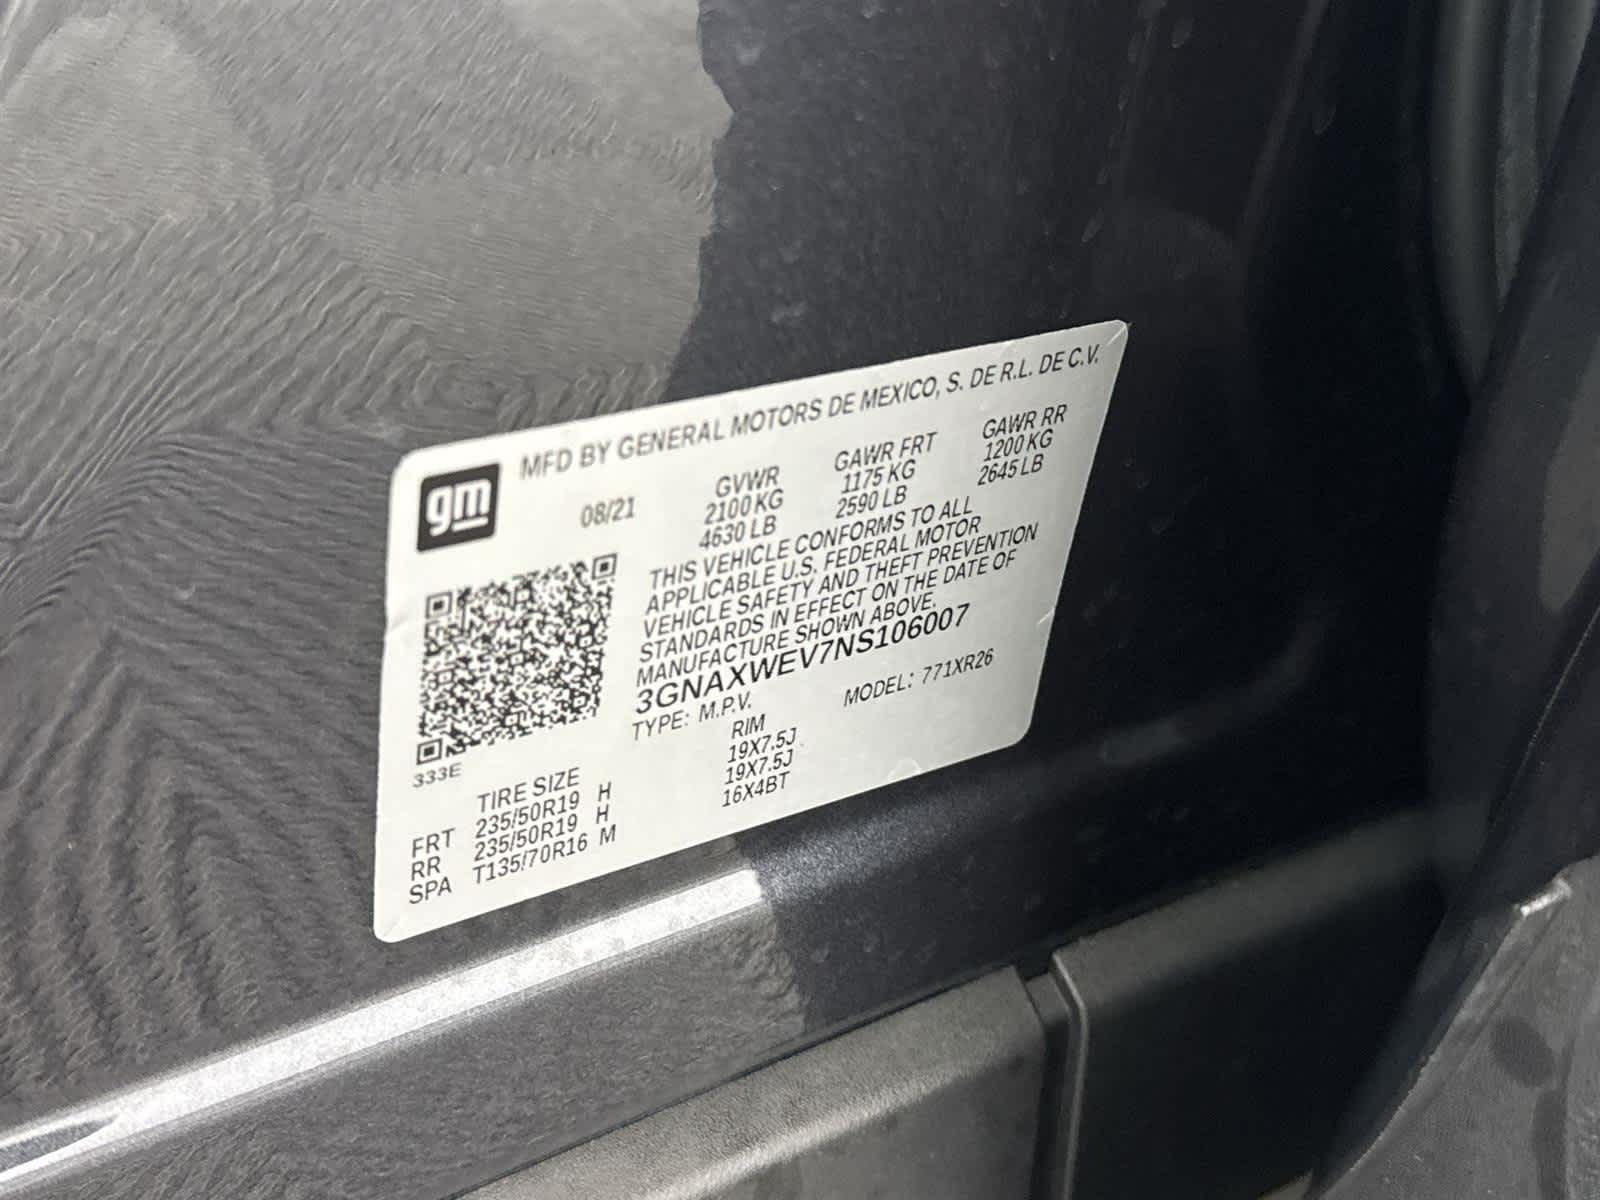 MFD BY GENERAL MOTORS DE MEXICO, S. DE R.L. DE C.V.
gm
08/21
GVWR GAWR FRT GAWR RR
2100 KG 1175 KG 1200 KG
4630 LB 2590 LB 2645 LB
THIS VEHICLE CONFORMS TO ALL
APPLICABLE U.S. FEDERAL MOTOR
VEHICLE SAFETY AND THEFT PREVENTION
STANDARDS IN EFFECT ON THE DATE OF
MANUFACTURE SHOWN ABOVE.
3GNAXWEV7NS106007
TYPE: M.P.V. MODEL: 771XR26
333E
TIRE SIZE RIM
FRT 235/50R19 H 19X7.5J
RR 235/50R19 H 19X7.5J
SPA T135/70R16 M 16X4BT